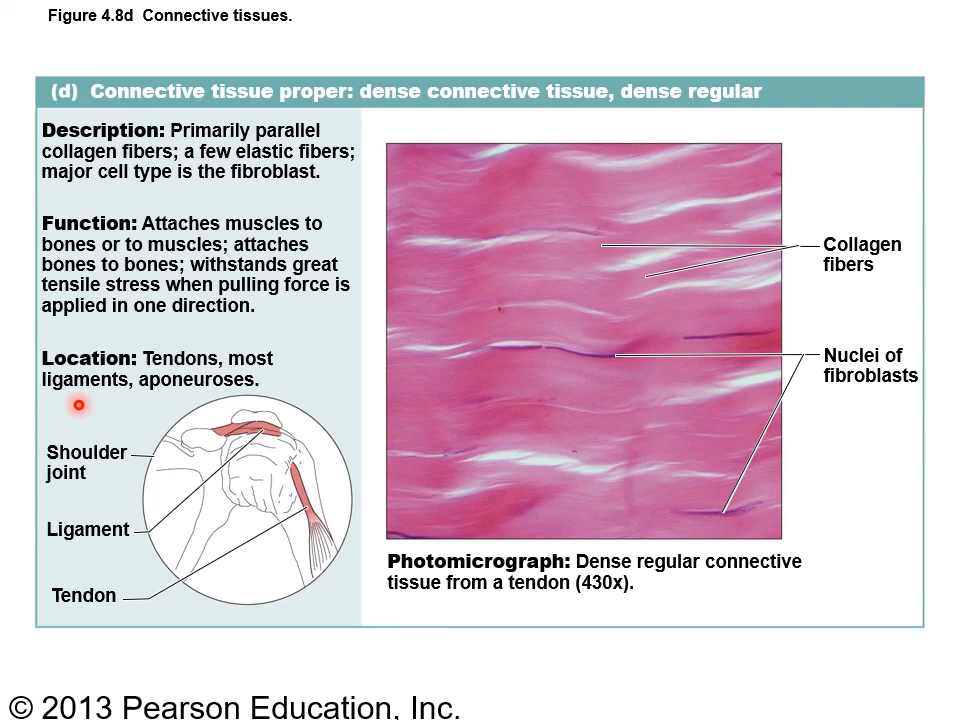 Figure 4.8d  Connective tissues.
(d)  Connective tissue proper: dense connective tissue, dense regular
Description: Primarily parallel
collagen fibers; a few elastic fibers;
major cell type is the fibroblast.
Function: Attaches muscles to
bones or to muscles; attaches
bones to bones; withstands great
tensile stress when pulling force is
applied in one direction.
Location: Tendons, most
ligaments, aponeuroses.
Shoulder
joint
Ligament
Tendon
Collagen
fibers
Nuclei of
fibroblasts
Photomicrograph: Dense regular connective
tissue from a tendon (430x).
© 2013 Pearson Education, Inc.